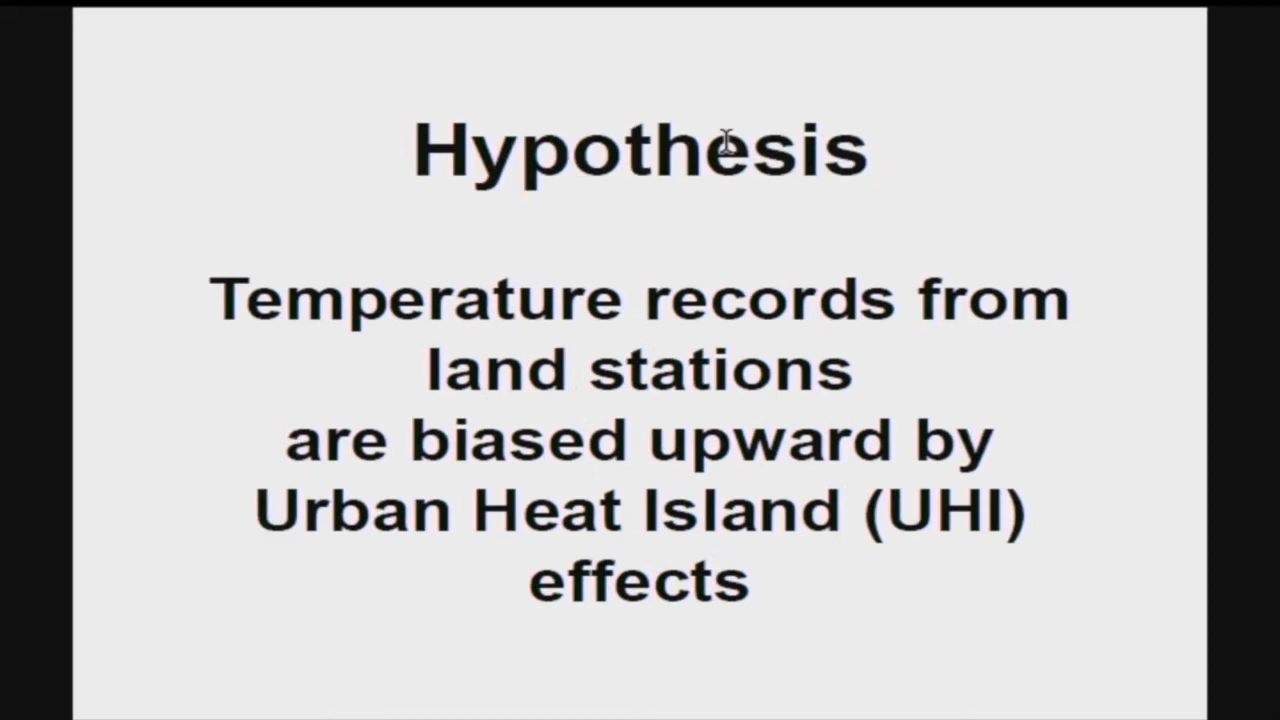 Hypothesis
Temperature records from
land stations
are biased upward by
Urban Heat Island (UHI)
effects